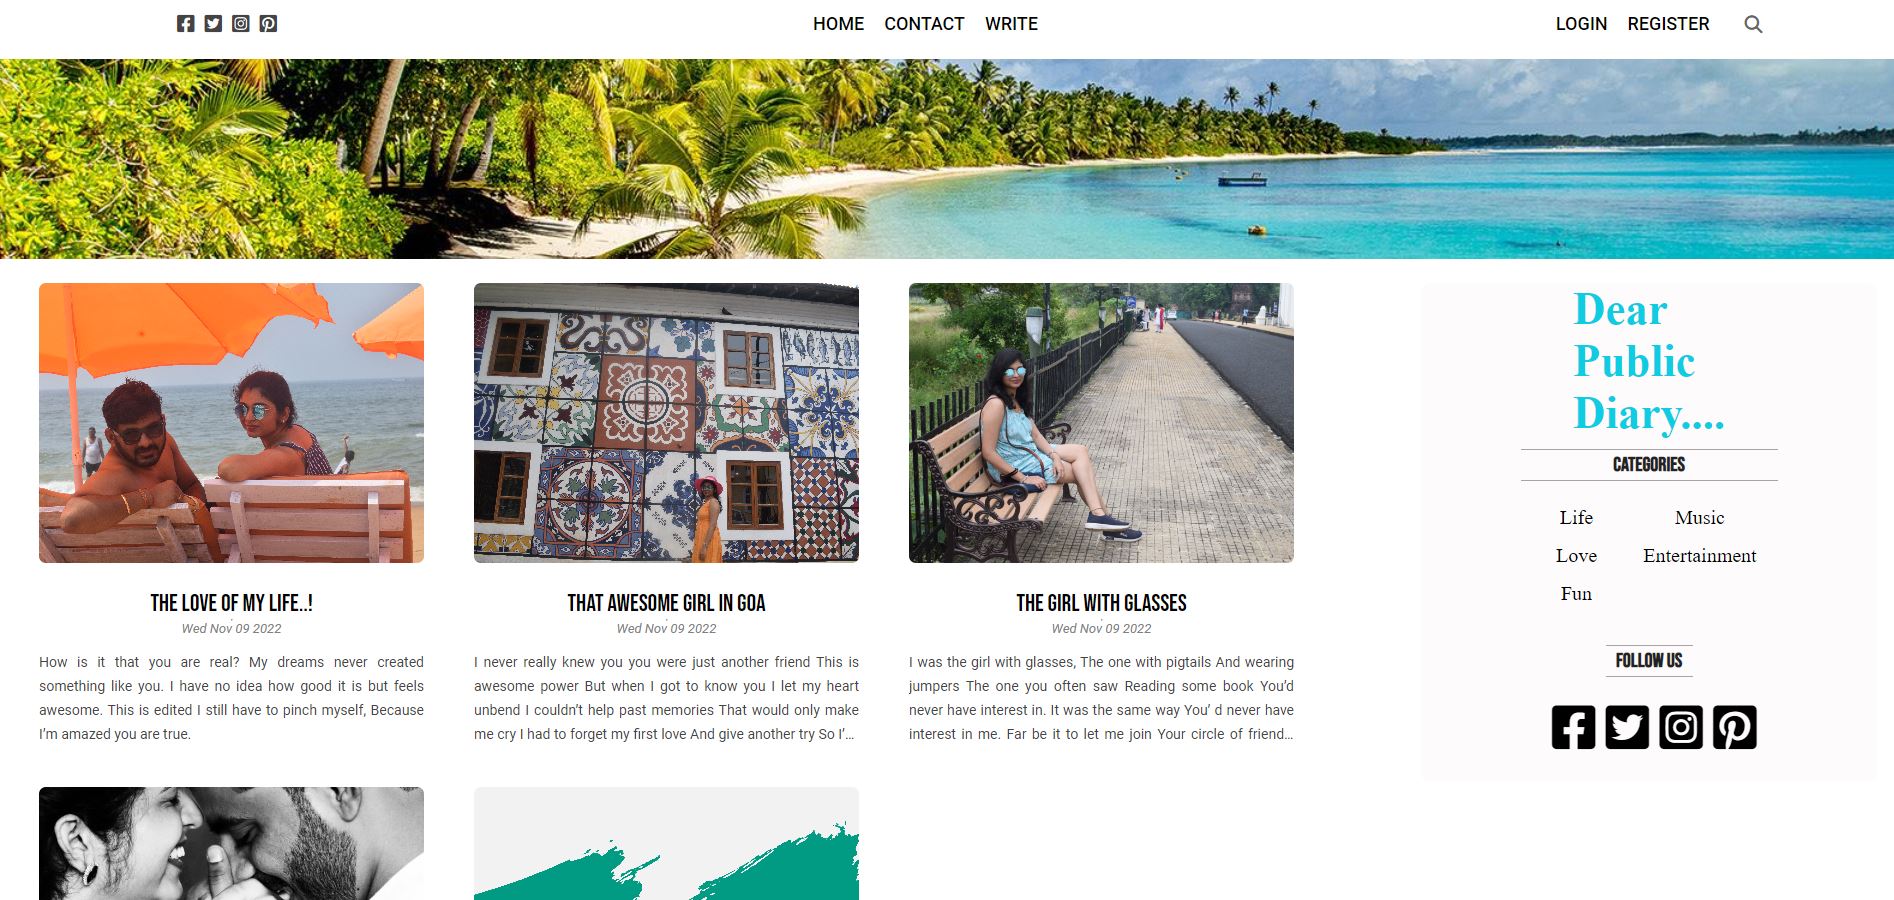 HOME CONTACT WRITE
LOGIN REGISTER
THE LOVE OF MY LIFE..!
Wed Nov 09 2022
How is it that you are real? My dreams never created
something like you. I have no idea how good it is but feels
awesome. This is edited I still have to pinch myself, Because
I’m amazed you are true.
THAT AWESOME GIRL IN GOA
Wed Nov 09 2022
I never really knew you you were just another friend This is
awesome power But when I got to know you I let my heart
unbend I couldn’t help past memories That would only make
me cry I had to forget my first love And give another try So I’...
THE GIRL WITH GLASSES
Wed Nov 09 2022
I was the girl with glasses, The one with pigtails And wearing
jumpers The one you often saw Reading some book You’d
never have interest in. It was the same way You’ d never have
interest in me. Far be it to let me join Your circle of friend...
Dear
Public
Diary....
CATEGORIES
Life Music
Love Entertainment
Fun
FOLLOW US